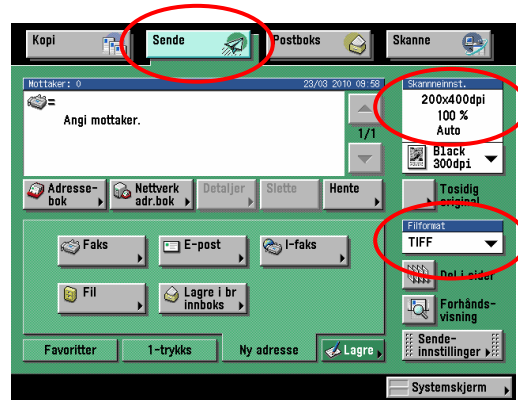 Kopi
Sende
Postboks
Skanne
Mottaker: 0
23/03 2010 09:58
Angi mottaker.
1/1
Skanneinnst.
200x400dpi
100 %
Auto
Black
300dpi
Adresse-
bok
Nettverk
adr.bok
Detaljer
Slette
Hente
Tosidig
original
Faks
E-post
I-faks
Fil
Lagre i br
innboks
Filformat
TIFF
Del i sider
Forhånds-
visning
Favoritter
1-trykks
Ny adresse
Lagre
Sende-
innstillinger
Systemskjerm